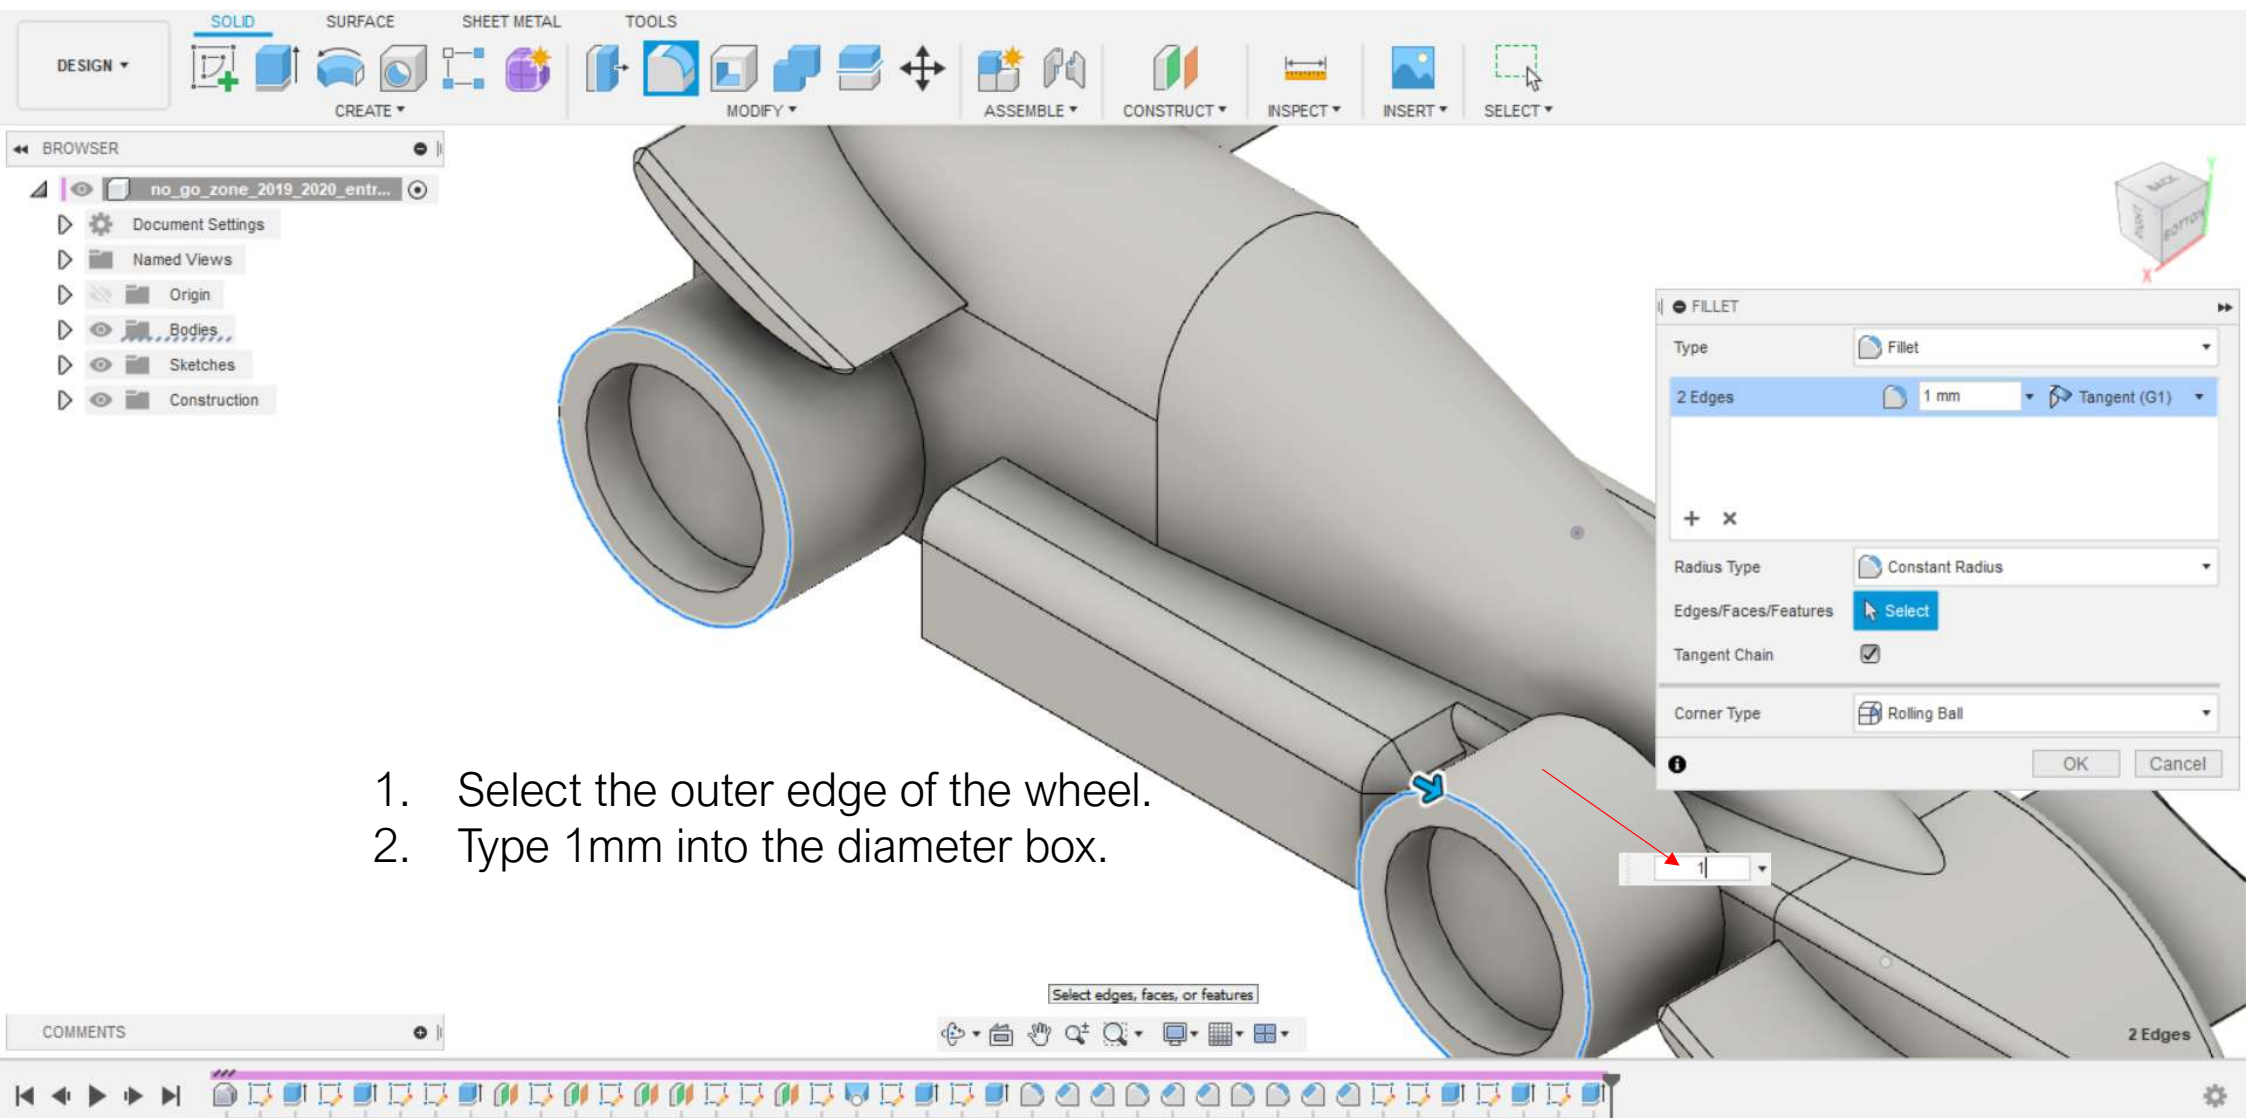 SOLID SURFACE SHEET METAL TOOLS
DESIGN
CREATE MODIFY ASSEMBLE CONSTRUCT INSPECT INSERT SELECT
BROWSER
no_go_zone_2019_2020_entr...
Document Settings
Named Views
Origin
Bodies
Sketches
Construction
BACK
RIGHT
BOTTOM
Y
X
FILLET
Type Fillet
2 Edges 1 mm Tangent (G1)
Radius Type Constant Radius
Edges/Faces/Features Select
Tangent Chain
Corner Type Rolling Ball
OK Cancel
1. Select the outer edge of the wheel.
2. Type 1mm into the diameter box.
1
Select edges, faces, or features
COMMENTS
2 Edges